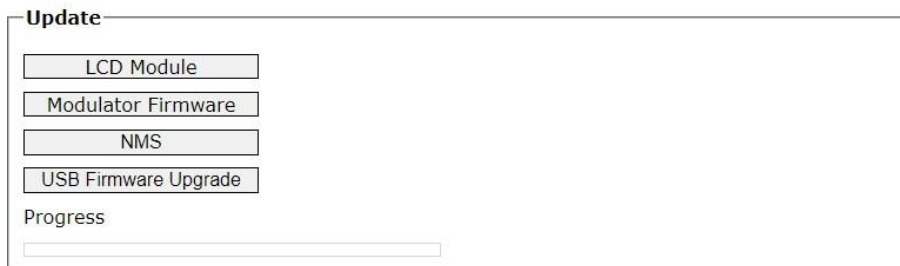 Update
LCD Module
Modulator Firmware
NMS
USB Firmware Upgrade
Progress